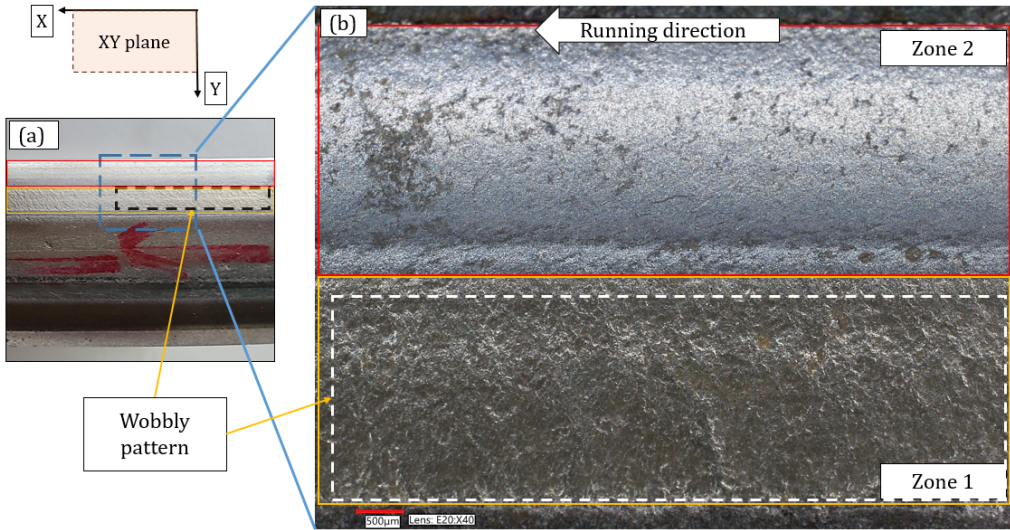 X
XY plane
Y
(a)
(b)
Running direction
Zone 2
Wobbly
pattern
Zone 1
500μm
Lens: E20:X40